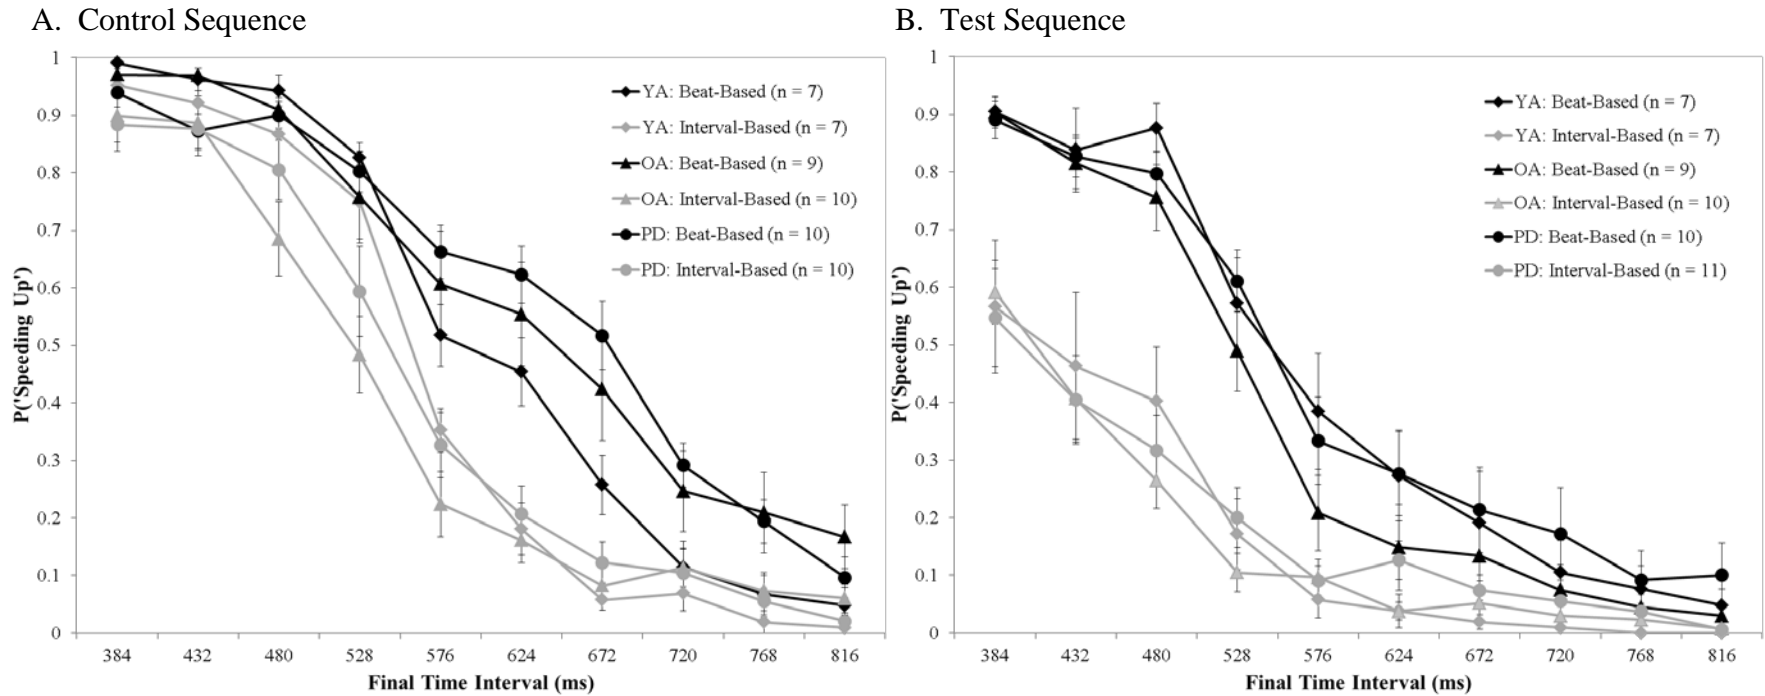 A. Control Sequence
1
0.9
0.8
0.7
0.6
0.5
0.4
0.3
0.2
0.1
0
P('Speeding Up')
YA: Beat-Based (n = 7)
YA: Interval-Based (n = 7)
OA: Beat-Based (n = 9)
OA: Interval-Based (n = 10)
PD: Beat-Based (n = 10)
PD: Interval-Based (n = 10)
384 432 480 528 576 624 672 720 768 816
Final Time Interval (ms)
B. Test Sequence
1
0.9
0.8
0.7
0.6
0.5
0.4
0.3
0.2
0.1
0
P('Speeding Up')
YA: Beat-Based (n = 7)
YA: Interval-Based (n = 7)
OA: Beat-Based (n = 9)
OA: Interval-Based (n = 10)
PD: Beat-Based (n = 10)
PD: Interval-Based (n = 11)
384 432 480 528 576 624 672 720 768 816
Final Time Interval (ms)